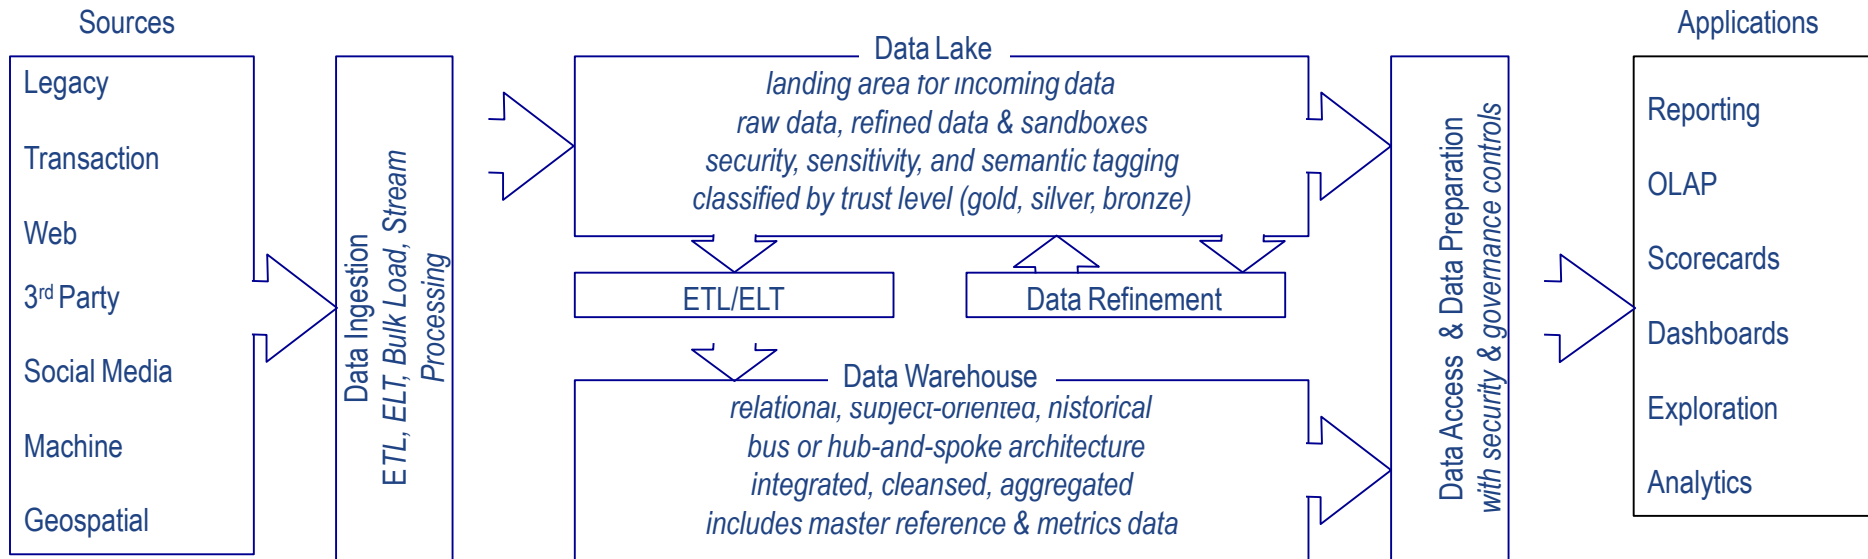 Sources
Legacy
Transaction
Web
3rd Party
Social Media
Machine
Geospatial
Data Ingestion
ETL, ELT, Bulk Load, Stream
Processing
Data Lake
landing area for incoming data
raw data, refined data & sandboxes
security, sensitivity, and semantic tagging
classified by trust level (gold, silver, bronze)
ETL/ELT
Data Refinement
Data Warehouse
relational, subject-oriented, historical
bus or hub-and-spoke architecture
integrated, cleansed, aggregated
includes master reference & metrics data
Data Access & Data Preparation
with security & governance controls
Applications
Reporting
OLAP
Scorecards
Dashboards
Exploration
Analytics